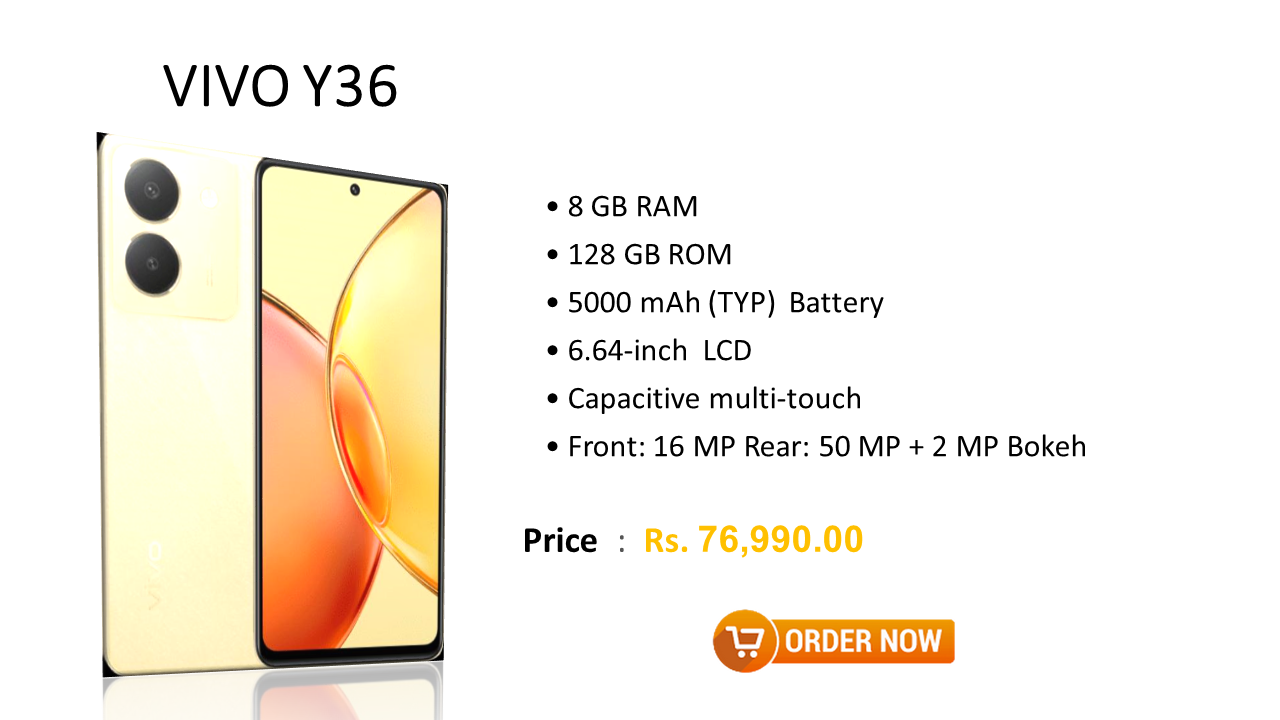 VIVO Y36
vivo
• 8 GB RAM
• 128 GB ROM
• 5000 mAh (TYP) Battery
• 6.64-inch LCD
• Capacitive multi-touch
• Front: 16 MP Rear: 50 MP + 2 MP Bokeh
Price : Rs. 76,990.00
ORDER NOW